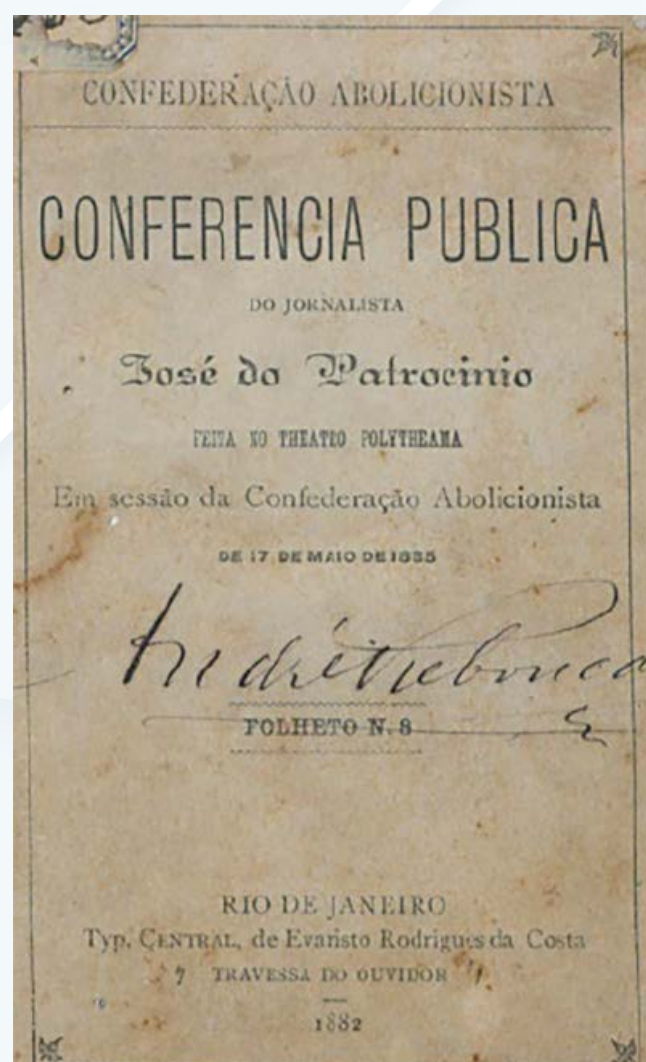 CONFEDERAÇÃO ABOLICIONISTA
CONFERENCIA PUBLICA
DO JORNALISTA
José do Patrocinio
FEITA NO THEATRO POLYTHEAMA
Em sessão da Confederação Abolicionista
DE 17 DE MAIO DE 1885
André Rebouças
FOLHETO N. 8
RIO DE JANEIRO
Typ. CENTRAL, de Evaristo Rodrigues da Costa
7 TRAVESSA DO OUVIDOR
1882